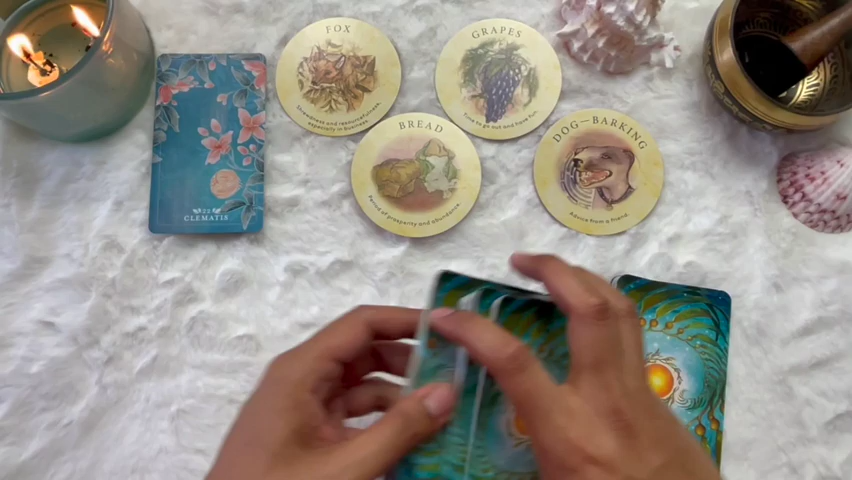 FOX
Shrewdness and resourcefulness,
especially in business.
GRAPES
Time to go out and have fun.
BREAD
Period of prosperity and abundance.
DOG—BARKING
Advice from a friend.
22
CLEMATIS